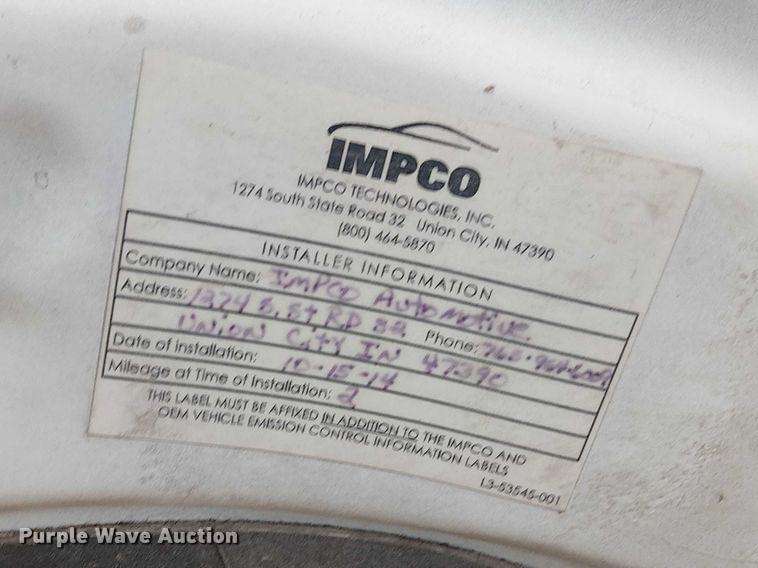 IMPCO
IMPCO TECHNOLOGIES, INC.
1274 South State Road 32 Union City, IN 47390
(800) 464-5870
INSTALLER INFORMATION
Company Name: IMPCO Automotive
Address: 1274 S. St RD 32 Phone: 765
Union City IN 47390
Date of Installation: 10-15-14
Mileage at Time of Installation: 2
THIS LABEL MUST BE AFFIXED IN ADDITION TO THE IMPCO AND
OEM VEHICLE EMISSION CONTROL INFORMATION LABELS
L3-53545-001
Purple Wave Auction